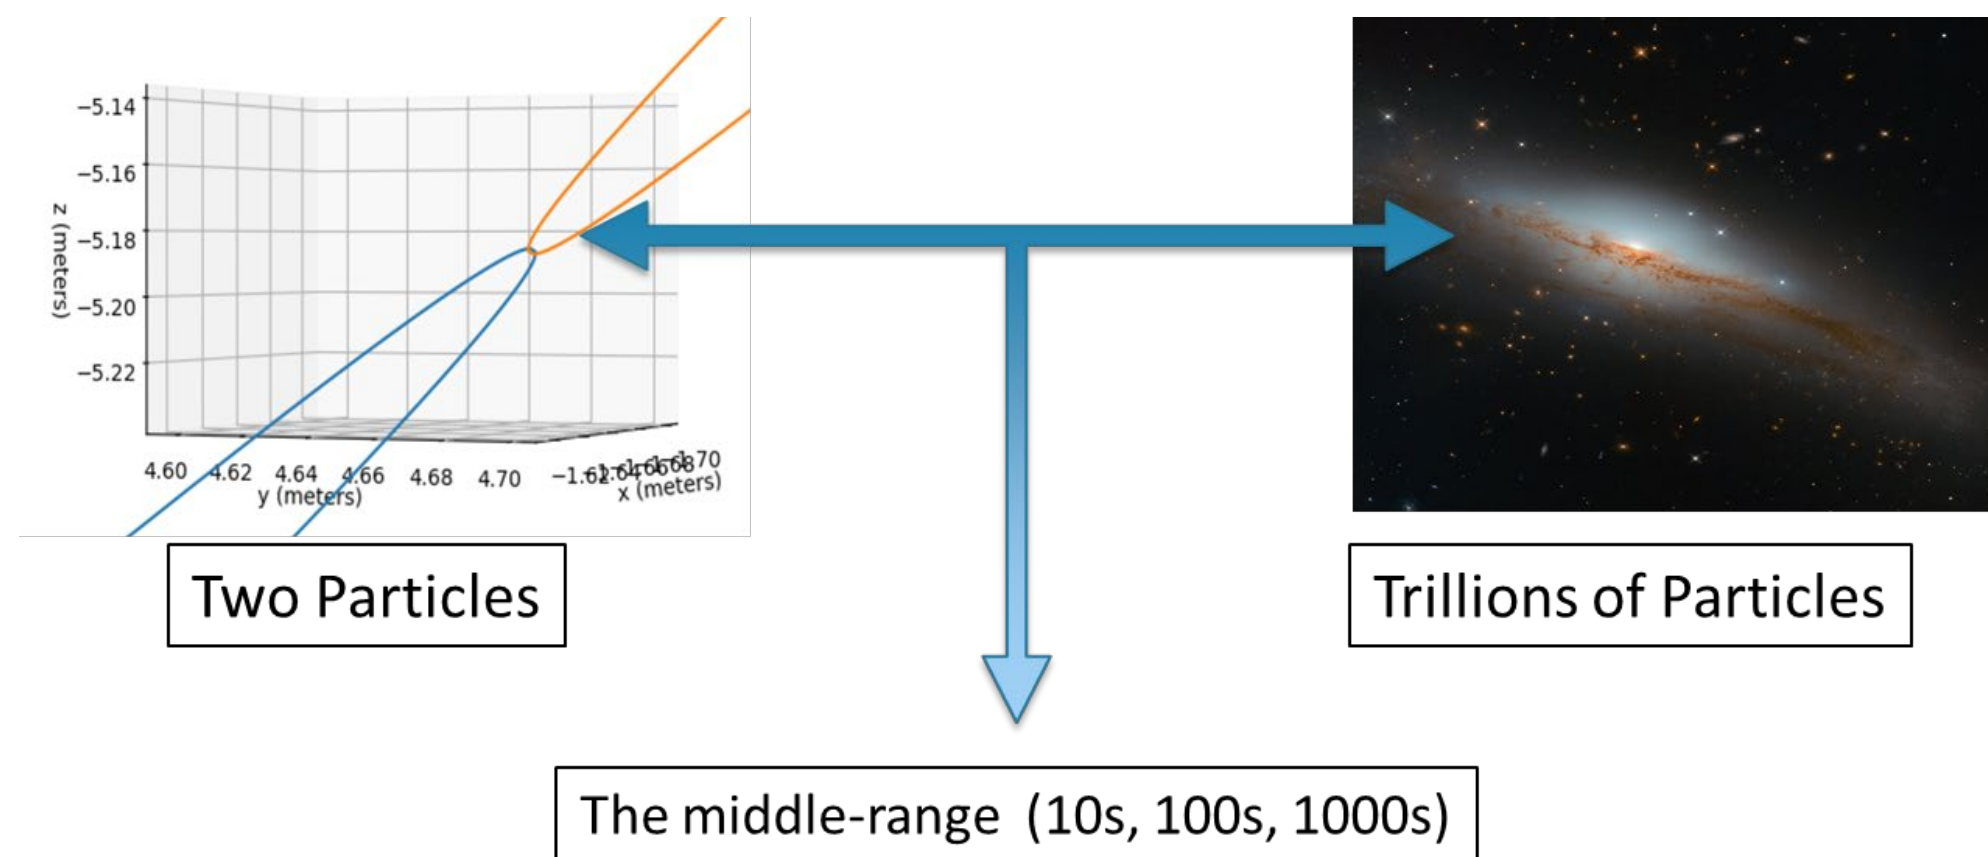 −5.14
−5.16
−5.18
−5.20
−5.22
z (meters)
4.60 4.62 4.64 4.66 4.68 4.70
y (meters)
x (meters)
Two Particles
Trillions of Particles
The middle-range (10s, 100s, 1000s)